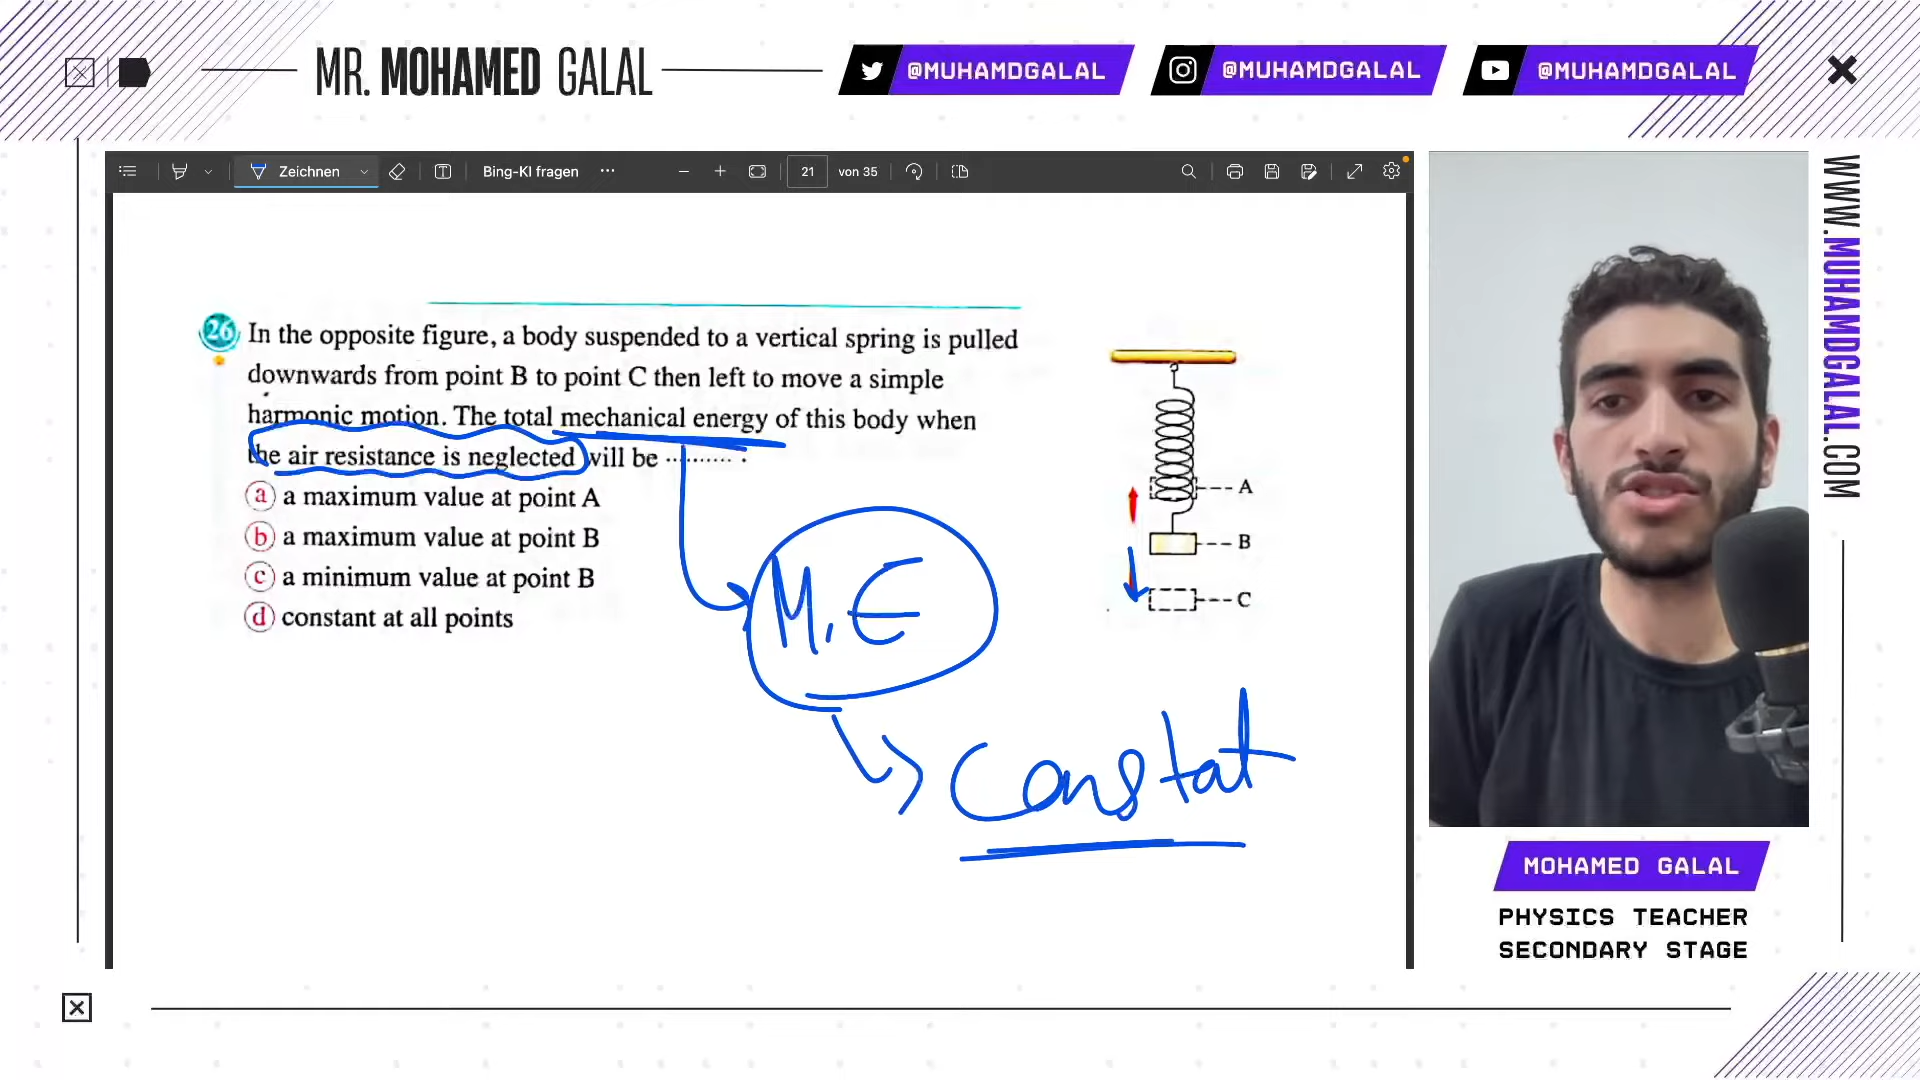 MR. MOHAMED GALAL
@MUHAMDGALAL
@MUHAMDGALAL
@MUHAMDGALAL
WWW.MUHAMDGALAL.COM
Zeichnen
Bing-KI fragen
21 von 35
26 In the opposite figure, a body suspended to a vertical spring is pulled
downwards from point B to point C then left to move a simple
harmonic motion. The total mechanical energy of this body when
the air resistance is neglected will be .......... .
a a maximum value at point A
b a maximum value at point B
c a minimum value at point B
d constant at all points
A
B
C
M.E
Constat
MOHAMED GALAL
PHYSICS TEACHER
SECONDARY STAGE